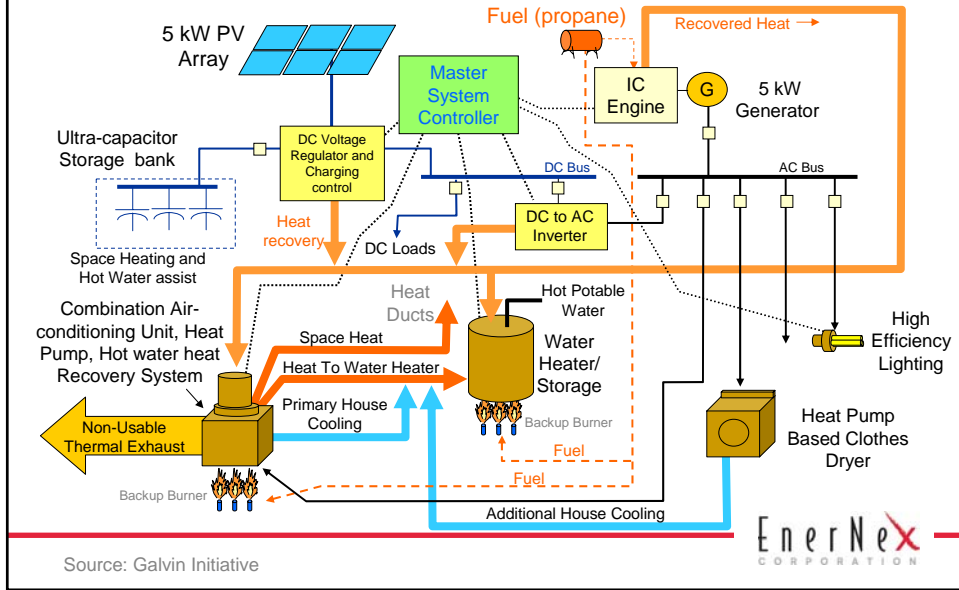 Fuel (propane)
Recovered Heat
5 kW PV
Array
Master
System
Controller
IC
Engine
G
5 kW
Generator
Ultra-capacitor
Storage bank
DC Voltage
Regulator and
Charging
control
DC Bus
AC Bus
Heat
recovery
DC Loads
DC to AC
Inverter
Space Heating and
Hot Water assist
Combination Air-
conditioning Unit, Heat
Pump, Hot water heat
Recovery System
Heat
Ducts
Hot Potable
Water
Space Heat
Heat To Water Heater
Water
Heater/
Storage
High
Efficiency
Lighting
Primary House
Cooling
Non-Usable
Thermal Exhaust
Backup Burner
Heat Pump
Based Clothes
Dryer
Fuel
Fuel
Backup Burner
Additional House Cooling
EnerNex
CORPORATION
Source: Galvin Initiative